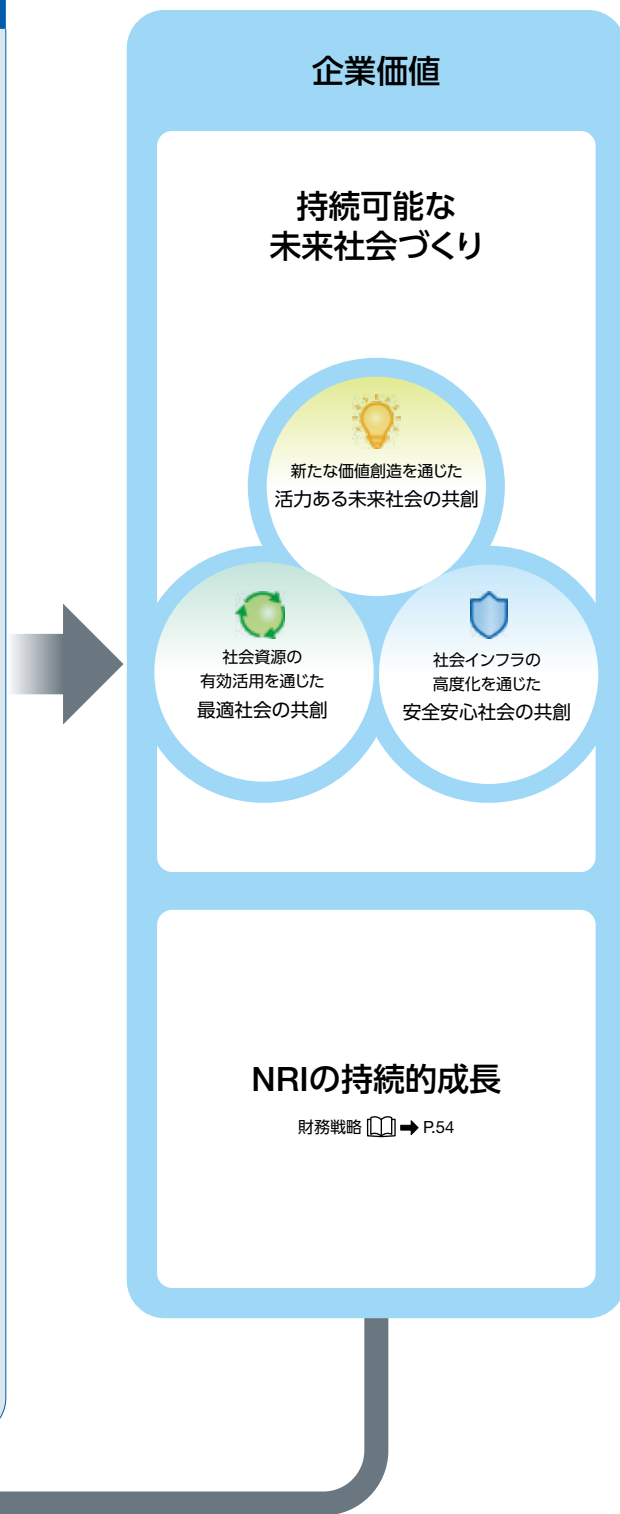 企業価値
持続可能な
未来社会づくり
新たな価値創造を通じた
活力ある未来社会の共創
社会資源の
有効活用を通じた
最適社会の共創
社会インフラの
高度化を通じた
安全安心社会の共創
NRIの持続的成長
財務戦略 ➡ P.54